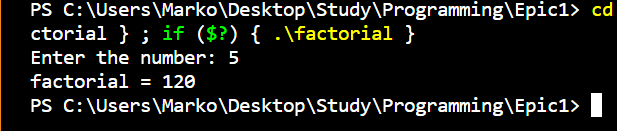 PS C:\Users\Marko\Desktop\Study\Programming\Epic1> cd
ctorial } ; if ($?) { .\factorial }
Enter the number: 5
factorial = 120
PS C:\Users\Marko\Desktop\Study\Programming\Epic1>